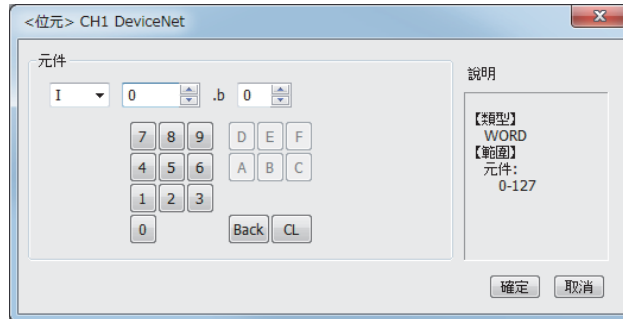 <位元> CH1 DeviceNet
x
元件
I 0 .b 0
7 8 9 D E F
4 5 6 A B C
1 2 3
0 Back CL
說明
【類型】
WORD
【範圍】
元件:
0-127
確定 取消